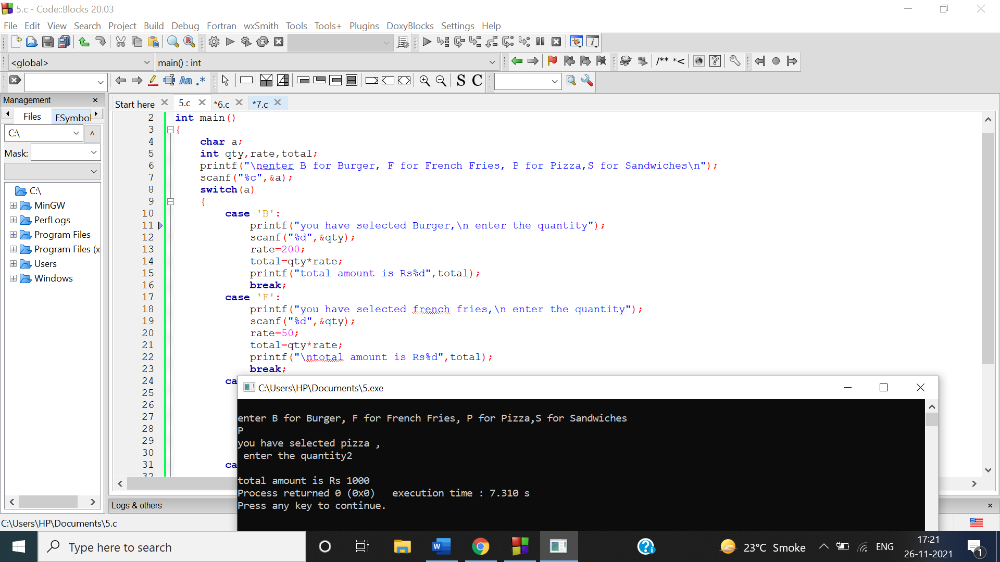 5.c - Code::Blocks 20.03
File Edit View Search Project Build Debug Fortran wxSmith Tools Tools+ Plugins DoxyBlocks Settings Help
<global> main() : int /** *<
Aa .* S C
Management
Start here 5.c *6.c *7.c
Files FSymbo
C:\
Mask:
C:\
MinGW
PerfLogs
Program Files
Program Files (x
Users
Windows
2 int main()
3 {
4 char a;
5 int qty,rate,total;
6 printf("\nenter B for Burger, F for French Fries, P for Pizza,S for Sandwiches\n");
7 scanf("%c",&a);
8 switch(a)
9 {
10 case 'B':
11 printf("you have selected Burger,\n enter the quantity");
12 scanf("%d",&qty);
13 rate=200;
14 total=qty*rate;
15 printf("total amount is Rs%d",total);
16 break;
17 case 'F':
18 printf("you have selected french fries,\n enter the quantity");
19 scanf("%d",&qty);
20 rate=50;
21 total=qty*rate;
22 printf("\ntotal amount is Rs%d",total);
23 break;
24 ca
25
26
27
28
29
30
31 ca
C:\Users\HP\Documents\5.exe
enter B for Burger, F for French Fries, P for Pizza,S for Sandwiches
P
you have selected pizza ,
enter the quantity2
total amount is Rs 1000
Process returned 0 (0x0) execution time : 7.310 s
Press any key to continue.
Logs & others
C:\Users\HP\Documents\5.c
Type here to search
23°C Smoke
ENG
17:21
26-11-2021
1